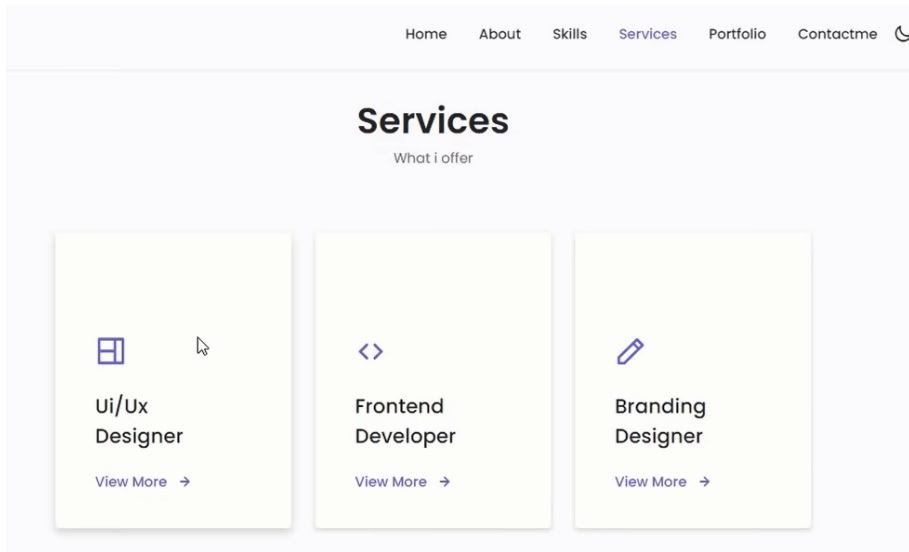 Home About Skills Services Portfolio Contactme
Services
What i offer
Ui/Ux
Designer
View More →
Frontend
Developer
View More →
Branding
Designer
View More →